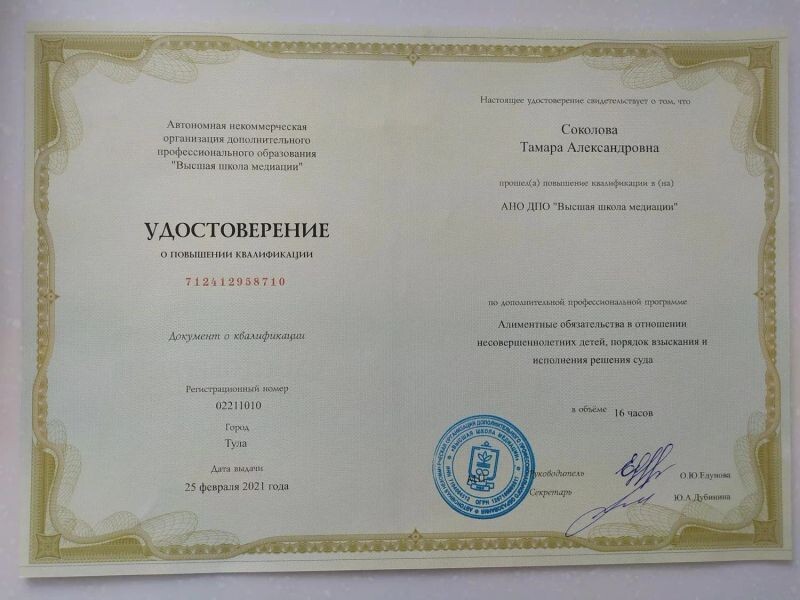 Автономная некоммерческая
организация дополнительного
профессионального образования
"Высшая школа медиации"
УДОСТОВЕРЕНИЕ
О ПОВЫШЕНИИ КВАЛИФИКАЦИИ
712412958710
Документ о квалификации
Регистрационный номер
02211010
Город
Тула
Дата выдачи
25 февраля 2021 года
Настоящее удостоверение свидетельствует о том, что
Соколова
Тамара Александровна
прошел(а) повышение квалификации в (на)
АНО ДПО "Высшая школа медиации"
по дополнительной профессиональной программе
Алиментные обязательства в отношении
несовершеннолетних детей, порядок взыскания и
исполнения решения суда
в объёме 16 часов
Руководитель О.Ю.Едунова
Секретарь Ю.А.Дубинина
"ВЫСШАЯ ШКОЛА МЕДИАЦИИ"